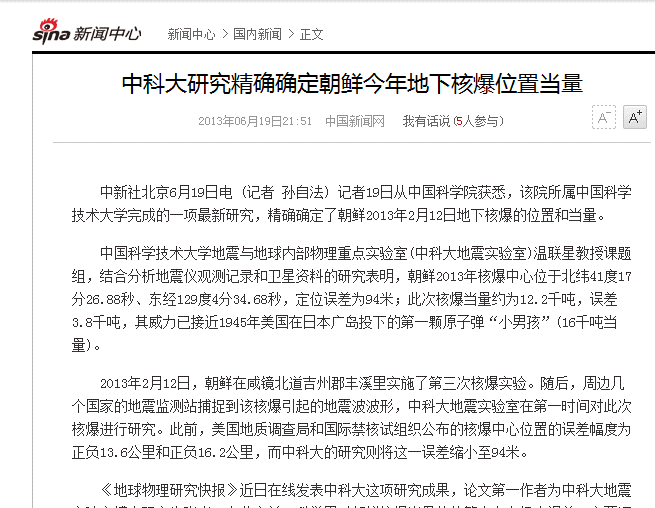 sina 新闻中心 新闻中心 > 国内新闻 > 正文
中科大研究精确确定朝鲜今年地下核爆位置当量
2013年06月19日21:51 中国新闻网 我有话说(5人参与) A- A+
中新社北京6月19日电 (记者 孙自法) 记者19日从中国科学院获悉，该院所属中国科学
技术大学完成的一项最新研究，精确确定了朝鲜2013年2月12日地下核爆的位置和当量。
中国科学技术大学地震与地球内部物理重点实验室(中科大地震实验室)温联星教授课题
组，结合分析地震仪观测记录和卫星资料的研究表明，朝鲜2013年核爆中心位于北纬41度17
分26.88秒、东经129度4分34.68秒，定位误差为94米；此次核爆当量约为12.2千吨，误差
3.8千吨，其威力已接近1945年美国在日本广岛投下的第一颗原子弹“小男孩”(16千吨当
量)。
2013年2月12日，朝鲜在咸镜北道吉州郡丰溪里实施了第三次核爆实验。随后，周边几
个国家的地震监测站捕捉到该核爆引起的地震波波形，中科大地震实验室在第一时间对此次
核爆进行研究。此前，美国地质调查局和国际禁核试组织公布的核爆中心位置的误差幅度为
正负13.6公里和正负16.2公里，而中科大的研究则将这一误差缩小至94米。
《地球物理研究快报》近日在线发表中科大这项研究成果，论文第一作者为中科大地震